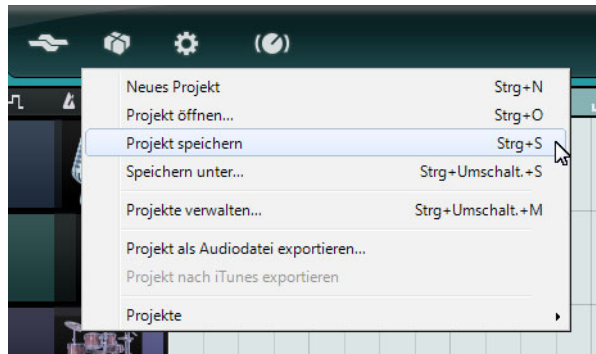 Neues Projekt Strg+N
Projekt öffnen... Strg+O
Projekt speichern Strg+S
Speichern unter... Strg+Umschalt.+S
Projekte verwalten... Strg+Umschalt.+M
Projekt als Audiodatei exportieren...
Projekt nach iTunes exportieren
Projekte